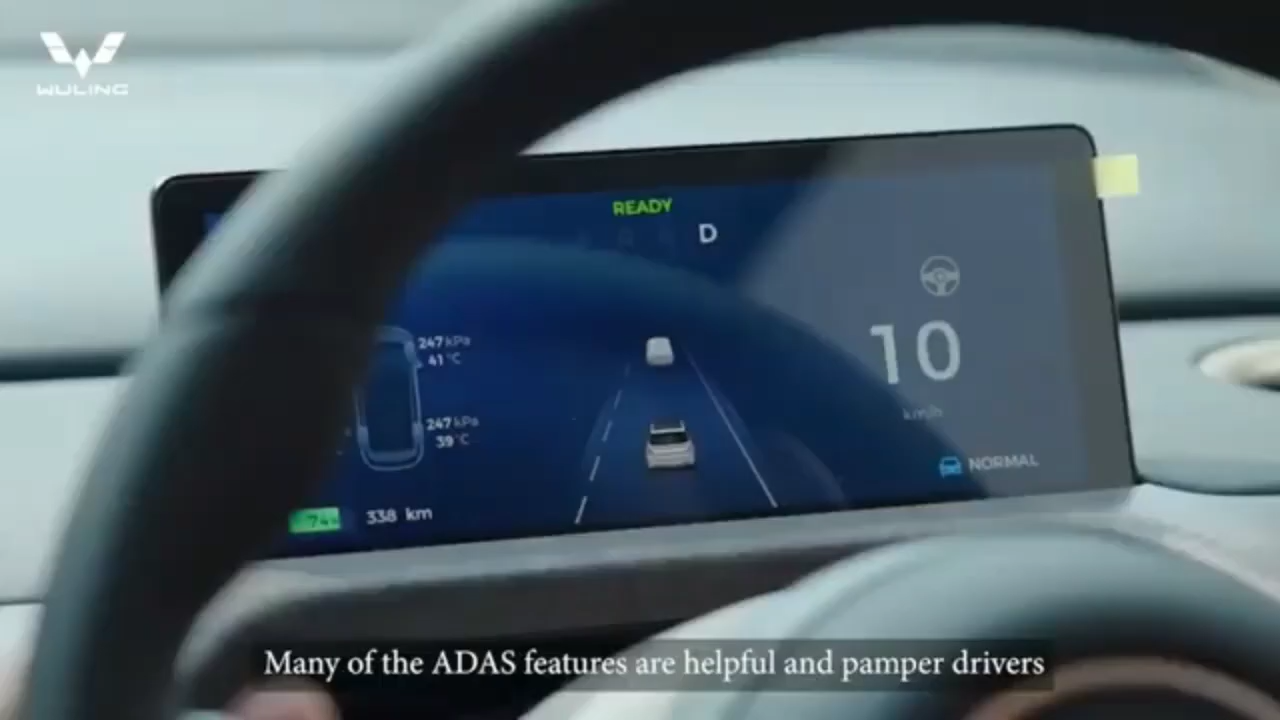 WULING
READY
D
247 kPa
41 °C
10
km/h
247 kPa
39 °C
NORMAL
74%
338 km
Many of the ADAS features are helpful and pamper drivers